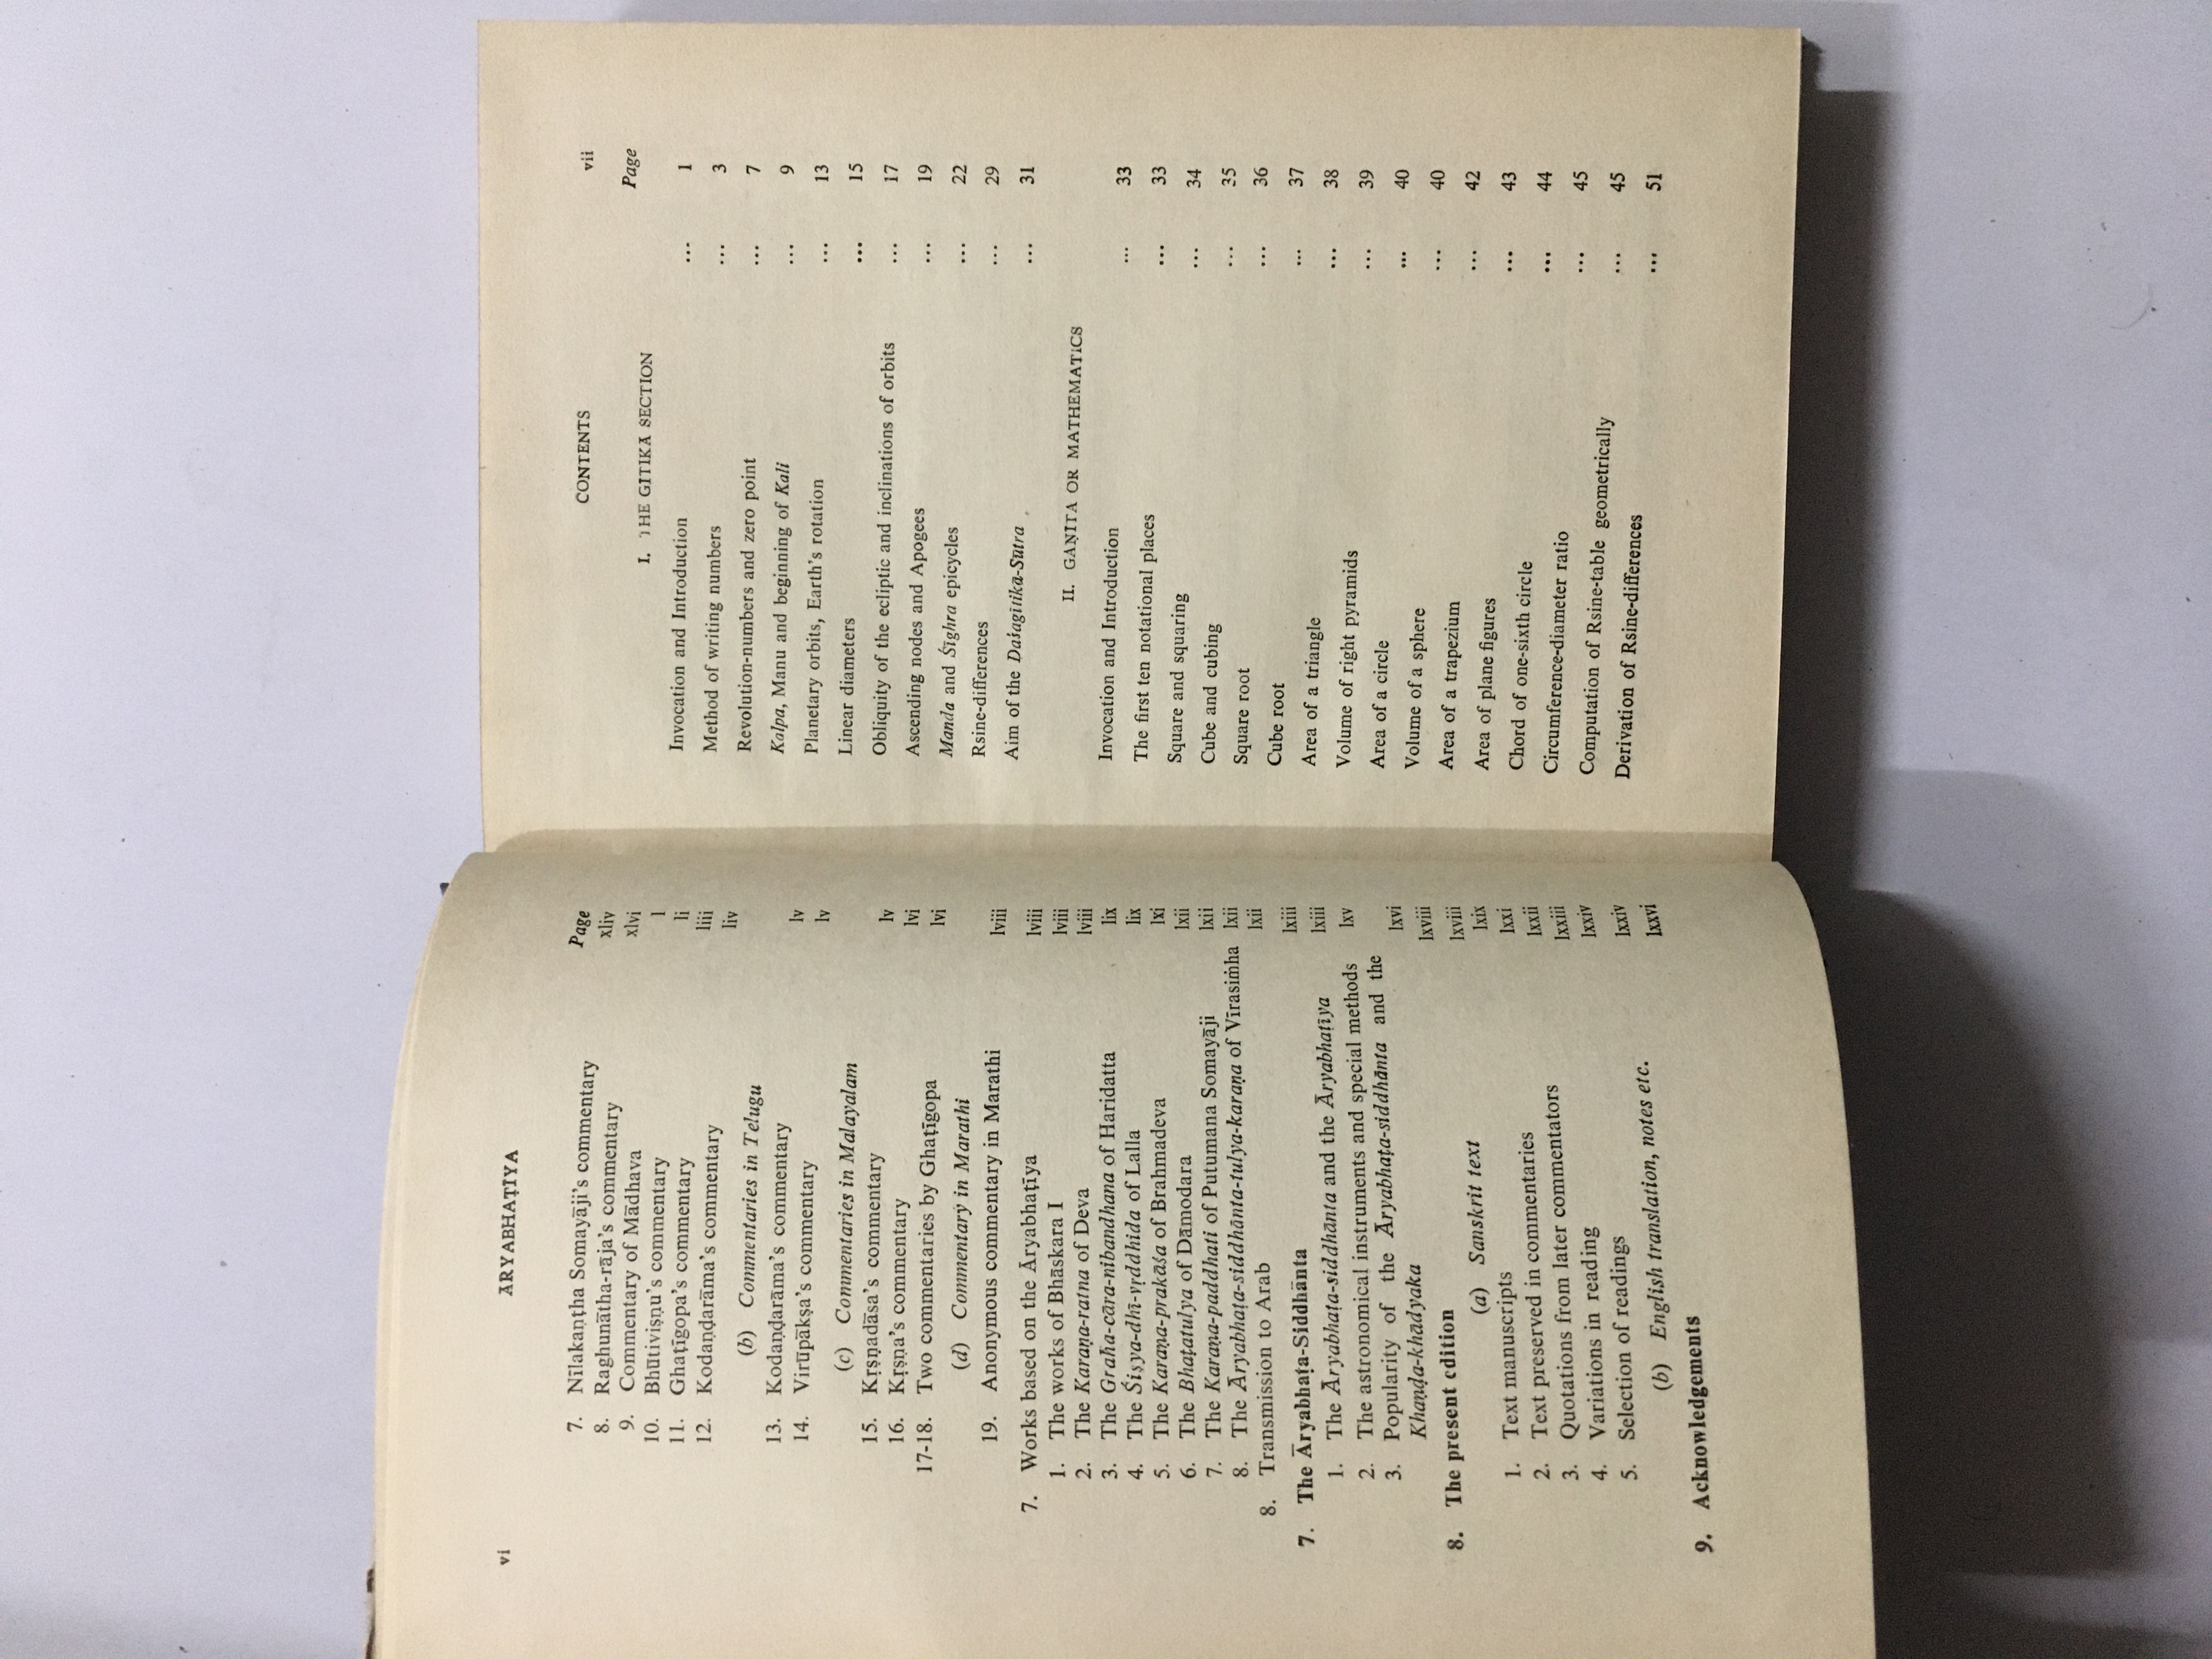 vi ĀRYABHAṬĪYA
Page
7. Nīlakaṇṭha Somayājī's commentary xliv
8. Raghunātha-rāja's commentary xlvi
9. Commentary of Mādhava l
10. Bhūtiviṣṇu's commentary li
11. Ghaṭīgopa's commentary liii
12. Kodaṇḍarāma's commentary liv
(b) Commentaries in Telugu
13. Kodaṇḍarāma's commentary lv
14. Virūpākṣa's commentary lv
(c) Commentaries in Malayalam
15. Kṛṣṇadāsa's commentary lv
16. Kṛṣṇa's commentary lvi
17-18. Two commentaries by Ghaṭīgopa lvi
(d) Commentary in Marathi
19. Anonymous commentary in Marathi lviii
7. Works based on the Āryabhaṭīya lviii
1. The works of Bhāskara I lviii
2. The Karaṇa-ratna of Deva lviii
3. The Graha-cāra-nibandhana of Haridatta lix
4. The Śiṣya-dhī-vṛddhida of Lalla lix
5. The Karaṇa-prakāśa of Brahmadeva lxi
6. The Bhaṭatulya of Dāmodara lxii
7. The Karaṇa-paddhati of Putumana Somayāji lxii
8. The Āryabhaṭa-siddhānta-tulya-karaṇa of Vīrasiṁha lxii
8. Transmission to Arab lxii
7. The Āryabhaṭa-Siddhānta lxiii
1. The Āryabhaṭa-siddhānta and the Āryabhaṭīya lxiii
2. The astronomical instruments and special methods lxv
3. Popularity of the Āryabhaṭa-siddhānta and the
Khaṇḍa-khādyaka lxvi
8. The present edition lxviii
(a) Sanskrit text lxviii
1. Text manuscripts lxix
2. Text preserved in commentaries lxxi
3. Quotations from later commentators lxxii
4. Variations in reading lxxiii
5. Selection of readings lxxiv
(b) English translation, notes etc. lxxiv
9. Acknowledgements lxxvi
CONTENTS vii
Page
I. THE GITIKĀ SECTION
Invocation and Introduction ... 1
Method of writing numbers ... 3
Revolution-numbers and zero point ... 7
Kalpa, Manu and beginning of Kali ... 9
Planetary orbits, Earth's rotation ... 13
Linear diameters ... 15
Obliquity of the ecliptic and inclinations of orbits ... 17
Ascending nodes and Apogees ... 19
Manda and Śīghra epicycles ... 22
Rsine-differences ... 29
Aim of the Daśagītika-Sūtra ... 31
II. GAṆITA OR MATHEMATICS
Invocation and Introduction ... 33
The first ten notational places ... 33
Square and squaring ... 34
Cube and cubing ... 35
Square root ... 36
Cube root ... 37
Area of a triangle ... 38
Volume of right pyramids ... 39
Area of a circle ... 40
Volume of a sphere ... 40
Area of a trapezium ... 42
Area of plane figures ... 43
Chord of one-sixth circle ... 44
Circumference-diameter ratio ... 45
Computation of Rsine-table geometrically ... 45
Derivation of Rsine-differences ... 51